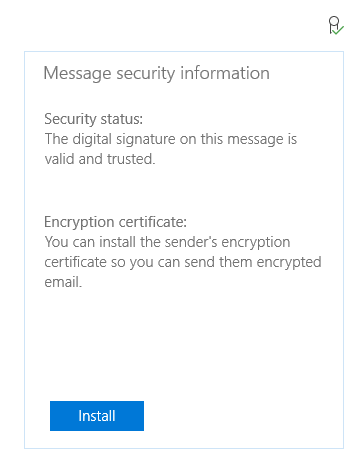 Message security information
Security status:
The digital signature on this message is
valid and trusted.
Encryption certificate:
You can install the sender's encryption
certificate so you can send them encrypted
email.
Install